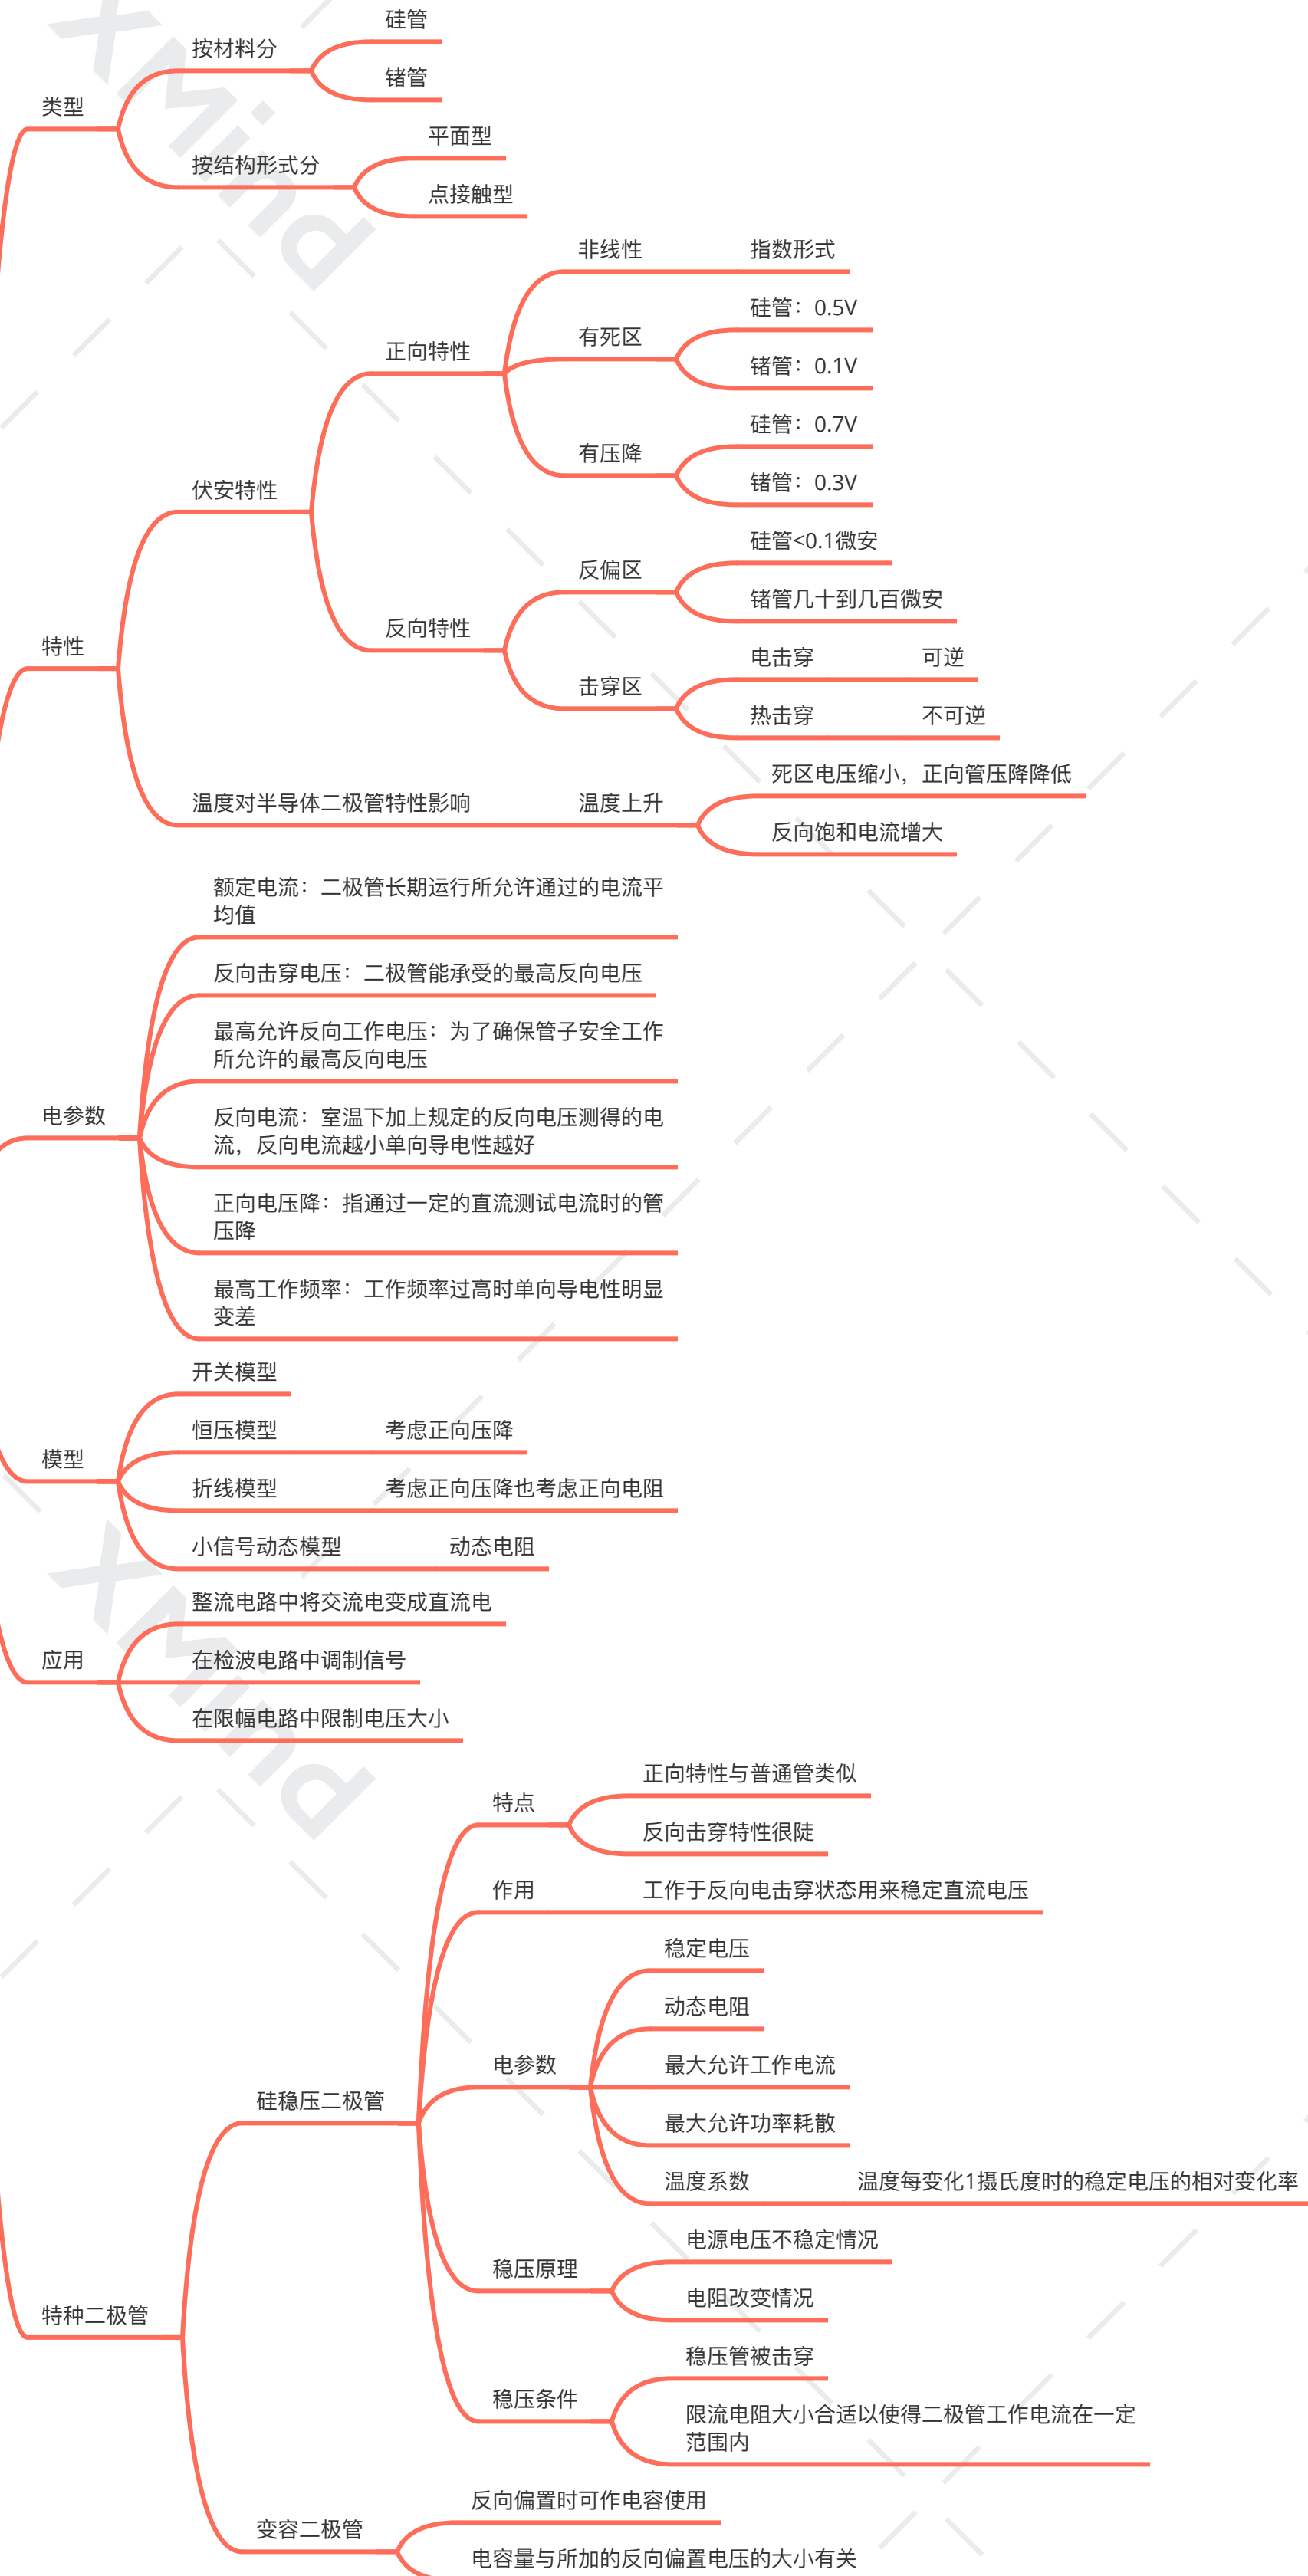 类型
按材料分
硅管
锗管
按结构形式分
平面型
点接触型
特性
伏安特性
正向特性
非线性
指数形式
有死区
硅管：0.5V
锗管：0.1V
有压降
硅管：0.7V
锗管：0.3V
反向特性
反偏区
硅管<0.1微安
锗管几十到几百微安
击穿区
电击穿
可逆
热击穿
不可逆
温度对半导体二极管特性影响
温度上升
死区电压缩小，正向管压降降低
反向饱和电流增大
电参数
额定电流：二极管长期运行所允许通过的电流平
均值
反向击穿电压：二极管能承受的最高反向电压
最高允许反向工作电压：为了确保管子安全工作
所允许的最高反向电压
反向电流：室温下加上规定的反向电压测得的电
流，反向电流越小单向导电性越好
正向电压降：指通过一定的直流测试电流时的管
压降
最高工作频率：工作频率过高时单向导电性明显
变差
模型
开关模型
恒压模型
考虑正向压降
折线模型
考虑正向压降也考虑正向电阻
小信号动态模型
动态电阻
应用
整流电路中将交流电变成直流电
在检波电路中调制信号
在限幅电路中限制电压大小
特种二极管
硅稳压二极管
特点
正向特性与普通管类似
反向击穿特性很陡
作用
工作于反向电击穿状态用来稳定直流电压
电参数
稳定电压
动态电阻
最大允许工作电流
最大允许功率耗散
温度系数
温度每变化1摄氏度时的稳定电压的相对变化率
稳压原理
电源电压不稳定情况
电阻改变情况
稳压条件
稳压管被击穿
限流电阻大小合适以使得二极管工作电流在一定
范围内
变容二极管
反向偏置时可作电容使用
电容量与所加的反向偏置电压的大小有关
XMind
XMind